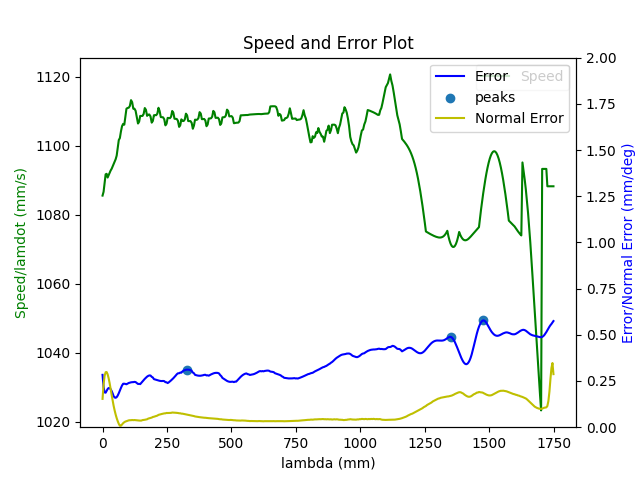 Speed and Error Plot
Error Speed
peaks
Normal Error
1120
1100
1080
1060
1040
1020
Speed/lamdot (mm/s)
2.00
1.75
1.50
1.25
1.00
0.75
0.50
0.25
0.00
Error/Normal Error (mm/deg)
0 250 500 750 1000 1250 1500 1750
lambda (mm)